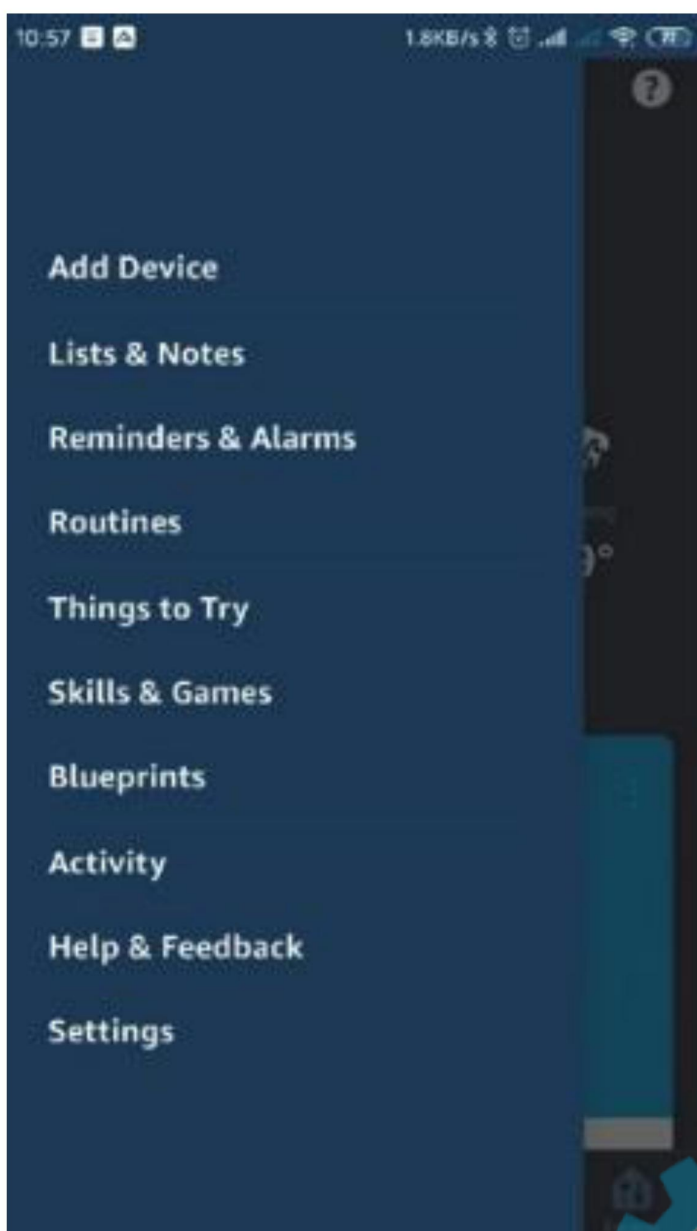 10:57 1.8KB/s
?
Add Device
Lists & Notes
Reminders & Alarms
Routines
9°
Things to Try
Skills & Games
Blueprints
Activity
Help & Feedback
Settings